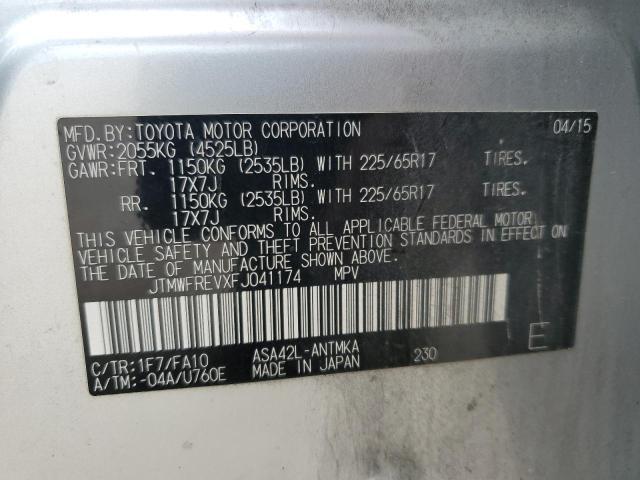 MFD.BY:TOYOTA MOTOR CORPORATION 04/15
GVWR:2055KG (4525LB)
GAWR:FRT. 1150KG (2535LB) WITH 225/65R17 TIRES.
17X7J RIMS.
RR. 1150KG (2535LB) WITH 225/65R17 TIRES.
17X7J RIMS.
THIS VEHICLE CONFORMS TO ALL APPLICABLE FEDERAL MOTOR
VEHICLE SAFETY AND THEFT PREVENTION STANDARDS IN EFFECT ON
THE DATE OF MANUFACTURE SHOWN ABOVE.
JTMWFREVXFJ041174 MPV
C/TR:1F7/FA10 ASA42L-ANTMKA 230 E
A/TM:-04A/U760E MADE IN JAPAN